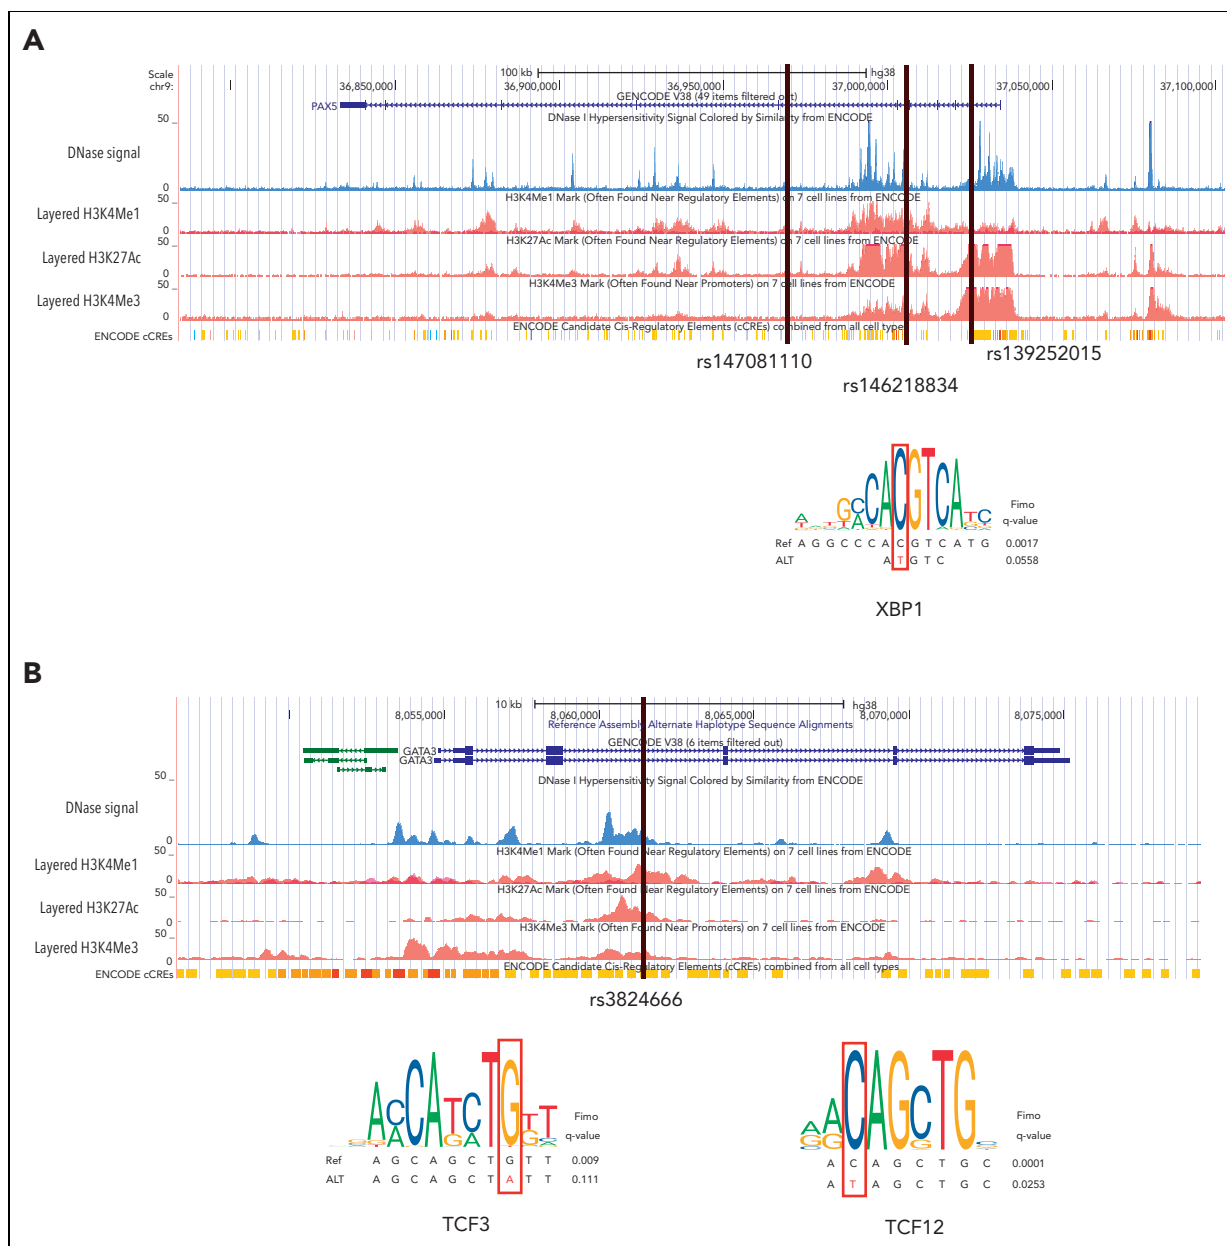 A
Scale
chr9:
100 kb
hg38
36,850,000
36,900,000
36,950,000
37,000,000
37,050,000
37,100,000
GENCODE V38 (49 items filtered out)
PAX5
DNase I Hypersensitivity Signal Colored by Similarity from ENCODE
50
DNase signal
0
H3K4Me1 Mark (Often Found Near Regulatory Elements) on 7 cell lines from ENCODE
50
Layered H3K4Me1
0
H3K27Ac Mark (Often Found Near Regulatory Elements) on 7 cell lines from ENCODE
50
Layered H3K27Ac
0
H3K4Me3 Mark (Often Found Near Promoters) on 7 cell lines from ENCODE
50
Layered H3K4Me3
0
ENCODE Candidate Cis-Regulatory Elements (cCREs) combined from all cell types
ENCODE cCREs
rs147081110
rs146218834
rs139252015
Fimo
q-value
Ref A G G C C C A C G T C A T G 0.0017
ALT A T G T C 0.0558
XBP1
B
10 kb
hg38
8,055,000
8,060,000
8,065,000
8,070,000
8,075,000
Reference Assembly Alternate Haplotype Sequence Alignments
GENCODE V38 (6 items filtered out)
GATA3
GATA3
DNase I Hypersensitivity Signal Colored by Similarity from ENCODE
50
DNase signal
0
H3K4Me1 Mark (Often Found Near Regulatory Elements) on 7 cell lines from ENCODE
50
Layered H3K4Me1
0
H3K27Ac Mark (Often Found Near Regulatory Elements) on 7 cell lines from ENCODE
50
Layered H3K27Ac
0
H3K4Me3 Mark (Often Found Near Promoters) on 7 cell lines from ENCODE
50
Layered H3K4Me3
0
ENCODE Candidate Cis-Regulatory Elements (cCREs) combined from all cell types
ENCODE cCREs
rs3824666
Fimo
q-value
Ref A G C A G C T G T T 0.009
ALT A G C A G C T A T T 0.111
TCF3
Fimo
q-value
A C A G C T G C 0.0001
A T A G C T G C 0.0253
TCF12